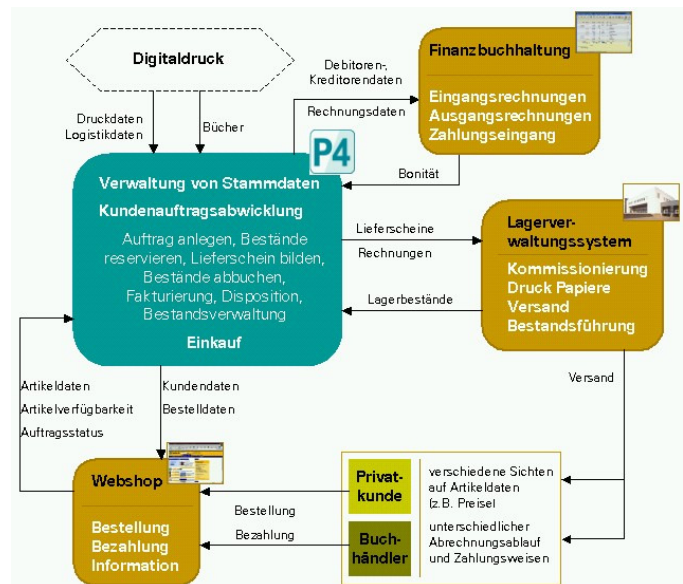 Digitaldruck
Druckdaten
Logistikdaten
Bücher
Debitoren-,
Kreditorendaten
Rechnungsdaten
Finanzbuchhaltung
Eingangsrechnungen
Ausgangsrechnungen
Zahlungseingang
Bonität
P4
Verwaltung von Stammdaten
Kundenauftragsabwicklung
Auftrag anlegen, Bestände
reservieren, Lieferschein bilden,
Bestände abbuchen,
Fakturierung, Disposition,
Bestandsverwaltung
Einkauf
Lieferscheine
Rechnungen
Lagerbestände
Lagerver-
waltungssystem
Kommissionierung
Druck Papiere
Versand
Bestandsführung
Versand
Artikeldaten
Artikelverfügbarkeit
Auftragsstatus
Kundendaten
Bestelldaten
Webshop
Bestellung
Bezahlung
Information
Bestellung
Bezahlung
Privat-
kunde
verschiedene Sichten
auf Artikeldaten
(z.B. Preise)
Buch-
händler
unterschiedlicher
Abrechnungsablauf
und Zahlungsweisen